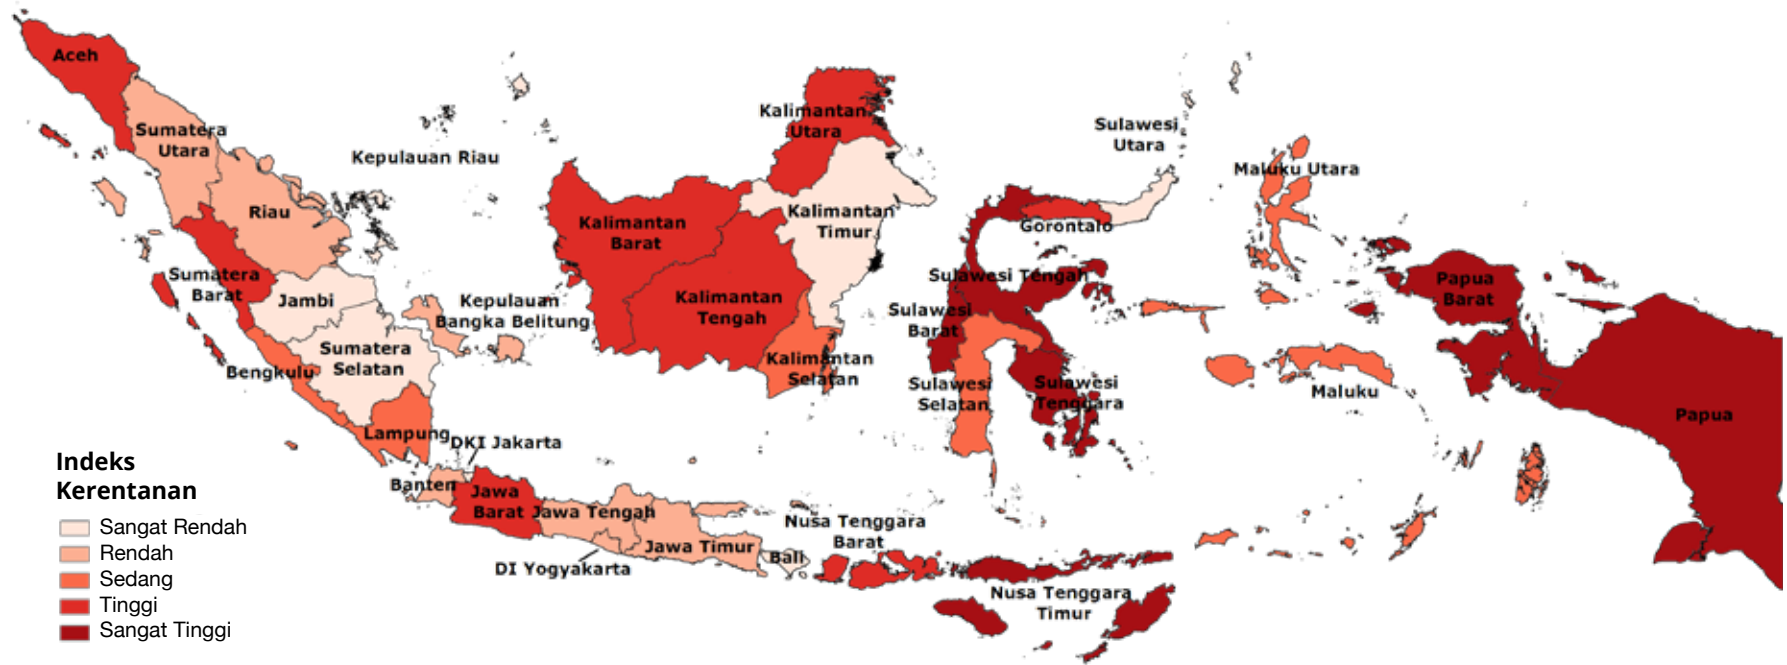 Aceh
Sumatera
Utara
Kepulauan Riau
Riau
Sumatera
Barat
Jambi
Kepulauan
Bangka Belitung
Sumatera
Selatan
Bengkulu
Lampung
DKI Jakarta
Banten
Jawa
Barat
Jawa Tengah
DI Yogyakarta
Jawa Timur
Bali
Nusa Tenggara
Barat
Nusa Tenggara
Timur
Kalimantan
Utara
Kalimantan
Barat
Kalimantan
Timur
Kalimantan
Tengah
Kalimantan
Selatan
Sulawesi
Utara
Gorontalo
Sulawesi Tengah
Sulawesi
Barat
Sulawesi
Selatan
Sulawesi
Tenggara
Maluku Utara
Maluku
Papua
Barat
Papua
Indeks
Kerentanan
Sangat Rendah
Rendah
Sedang
Tinggi
Sangat Tinggi